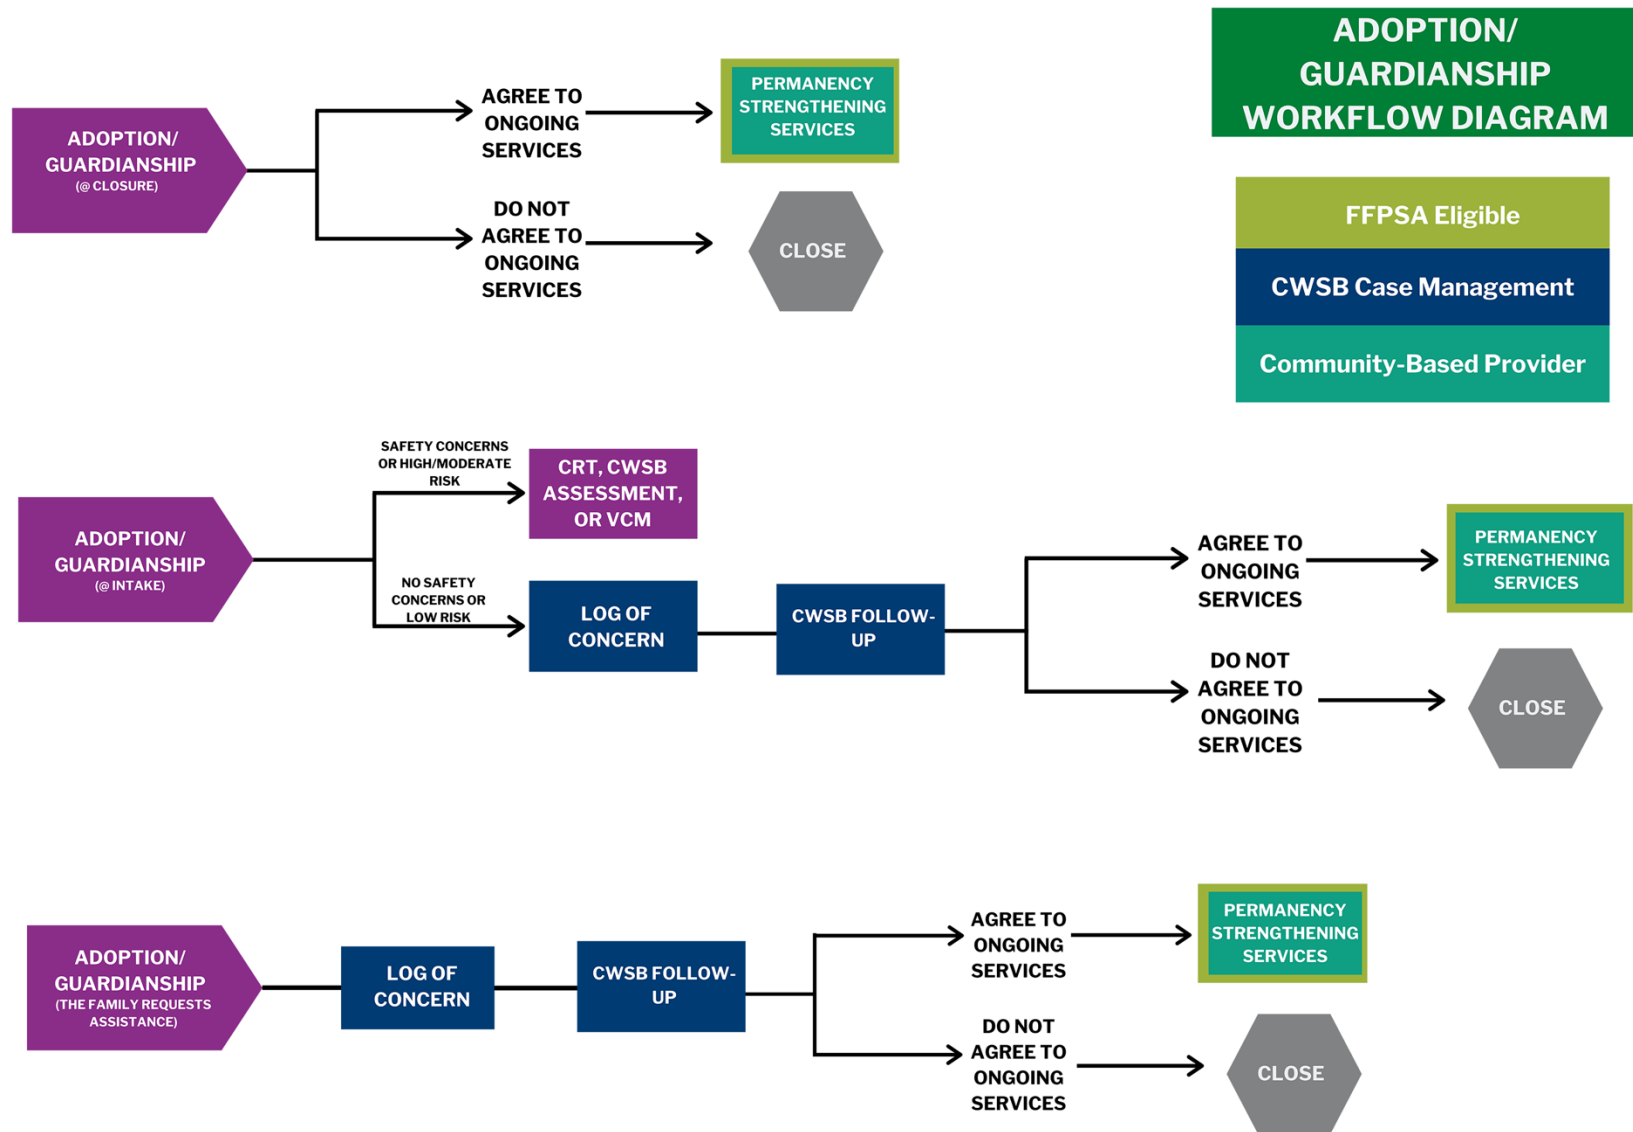 ADOPTION/
GUARDIANSHIP
WORKFLOW DIAGRAM
FFPSA Eligible
CWSB Case Management
Community-Based Provider
ADOPTION/
GUARDIANSHIP
(@ CLOSURE)
AGREE TO
ONGOING
SERVICES
PERMANENCY
STRENGTHENING
SERVICES
DO NOT
AGREE TO
ONGOING
SERVICES
CLOSE
ADOPTION/
GUARDIANSHIP
(@ INTAKE)
SAFETY CONCERNS
OR HIGH/MODERATE
RISK
CRT, CWSB
ASSESSMENT,
OR VCM
NO SAFETY
CONCERNS OR
LOW RISK
LOG OF
CONCERN
CWSB FOLLOW-
UP
AGREE TO
ONGOING
SERVICES
PERMANENCY
STRENGTHENING
SERVICES
DO NOT
AGREE TO
ONGOING
SERVICES
CLOSE
ADOPTION/
GUARDIANSHIP
(THE FAMILY REQUESTS
ASSISTANCE)
LOG OF
CONCERN
CWSB FOLLOW-
UP
AGREE TO
ONGOING
SERVICES
PERMANENCY
STRENGTHENING
SERVICES
DO NOT
AGREE TO
ONGOING
SERVICES
CLOSE